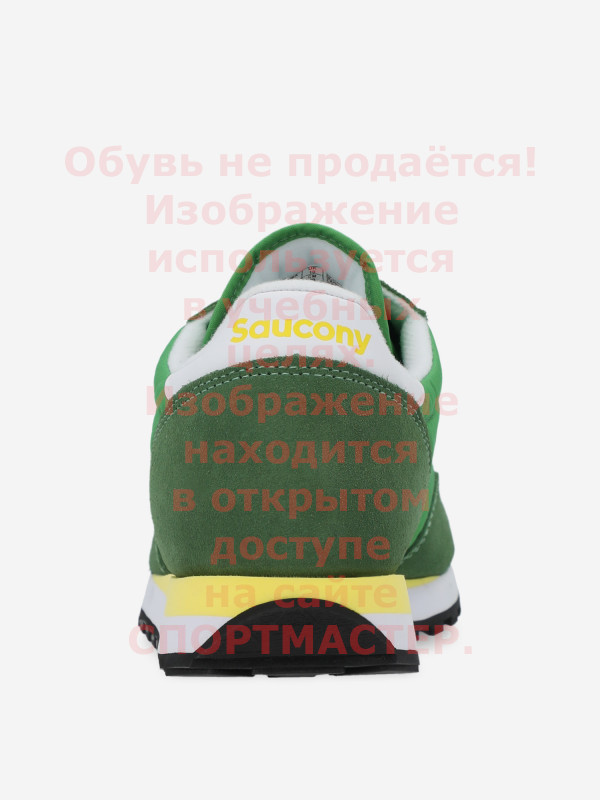 Обувь не продаётся!
Изображение
используется
в учебных
saucony
целях.
Изображение
находится
в открытом
доступе
на сайте
СПОРТМАСТЕР.